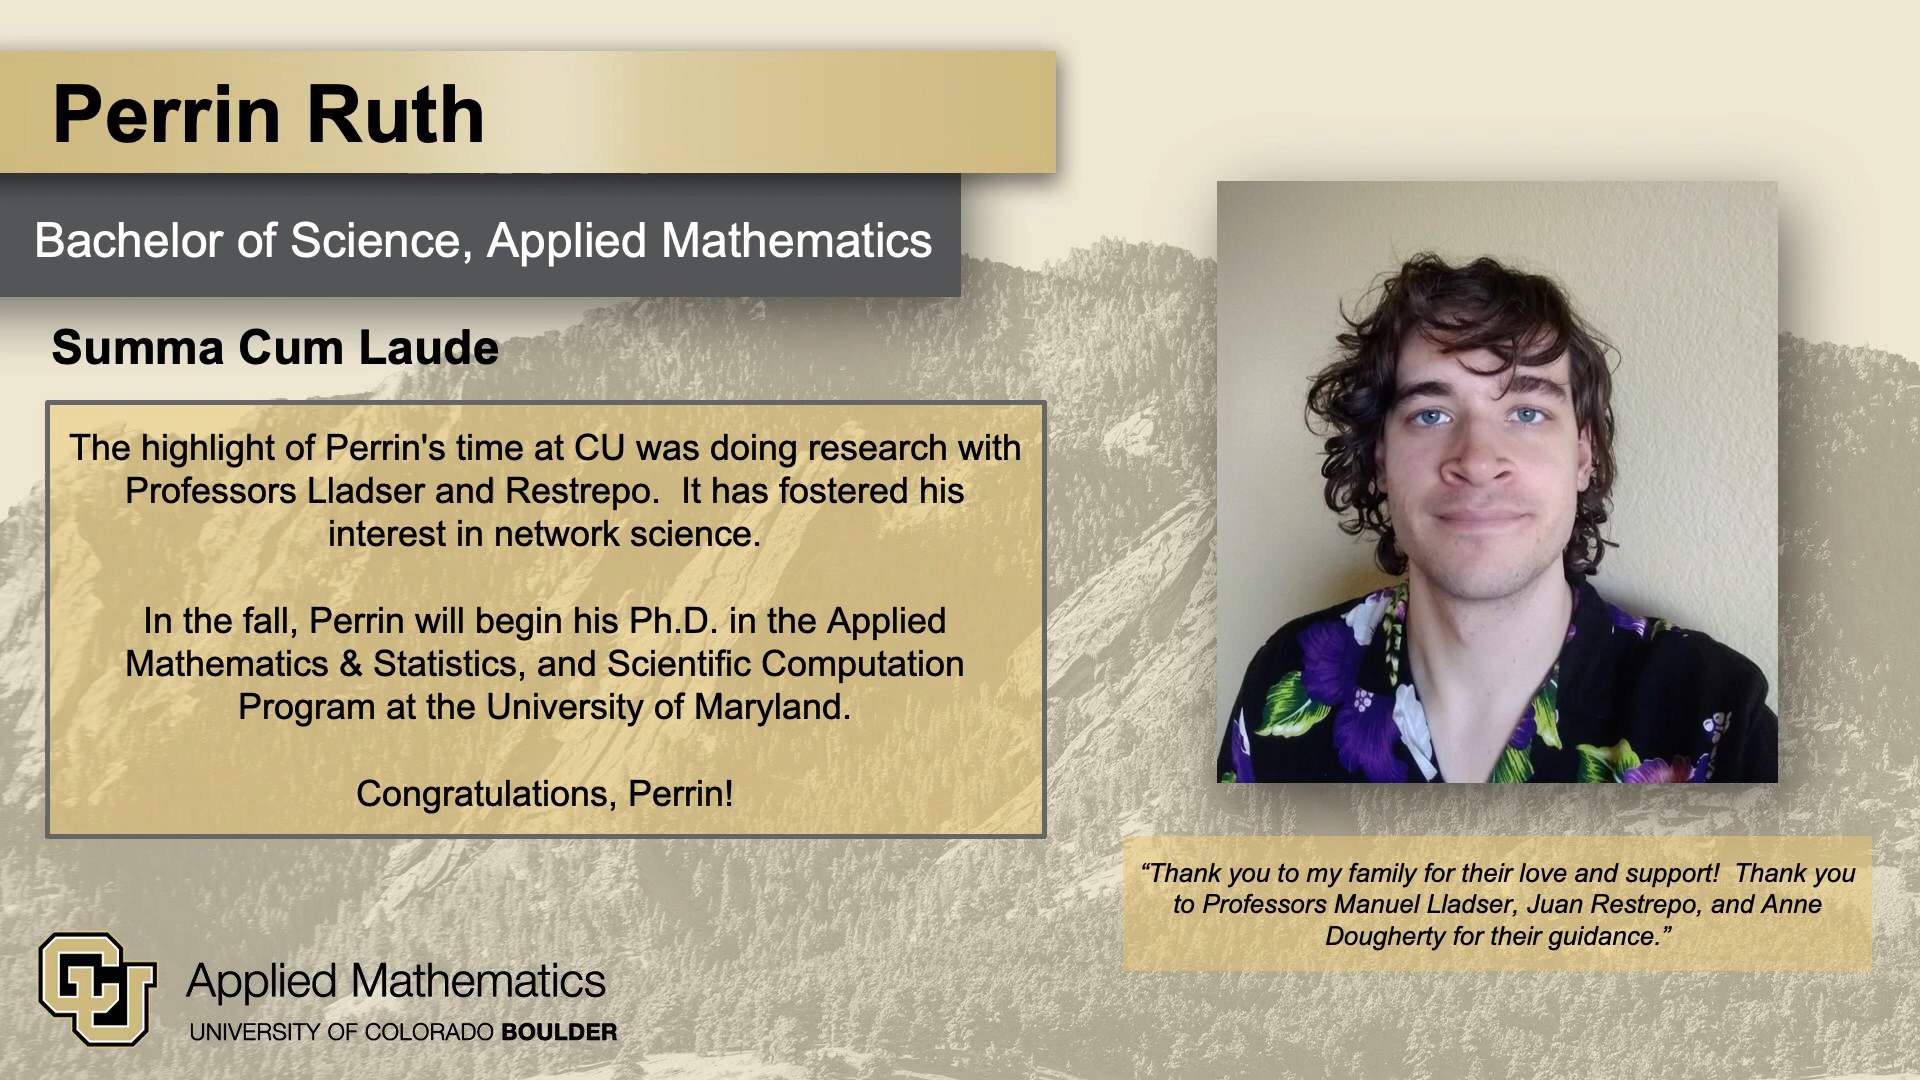 Perrin Ruth
Bachelor of Science, Applied Mathematics
Summa Cum Laude
The highlight of Perrin's time at CU was doing research with
Professors Lladser and Restrepo.  It has fostered his
interest in network science.
In the fall, Perrin will begin his Ph.D. in the Applied
Mathematics & Statistics, and Scientific Computation
Program at the University of Maryland.
Congratulations, Perrin!
“Thank you to my family for their love and support!  Thank you
to Professors Manuel Lladser, Juan Restrepo, and Anne
Dougherty for their guidance.”
CU
Applied Mathematics
UNIVERSITY OF COLORADO BOULDER